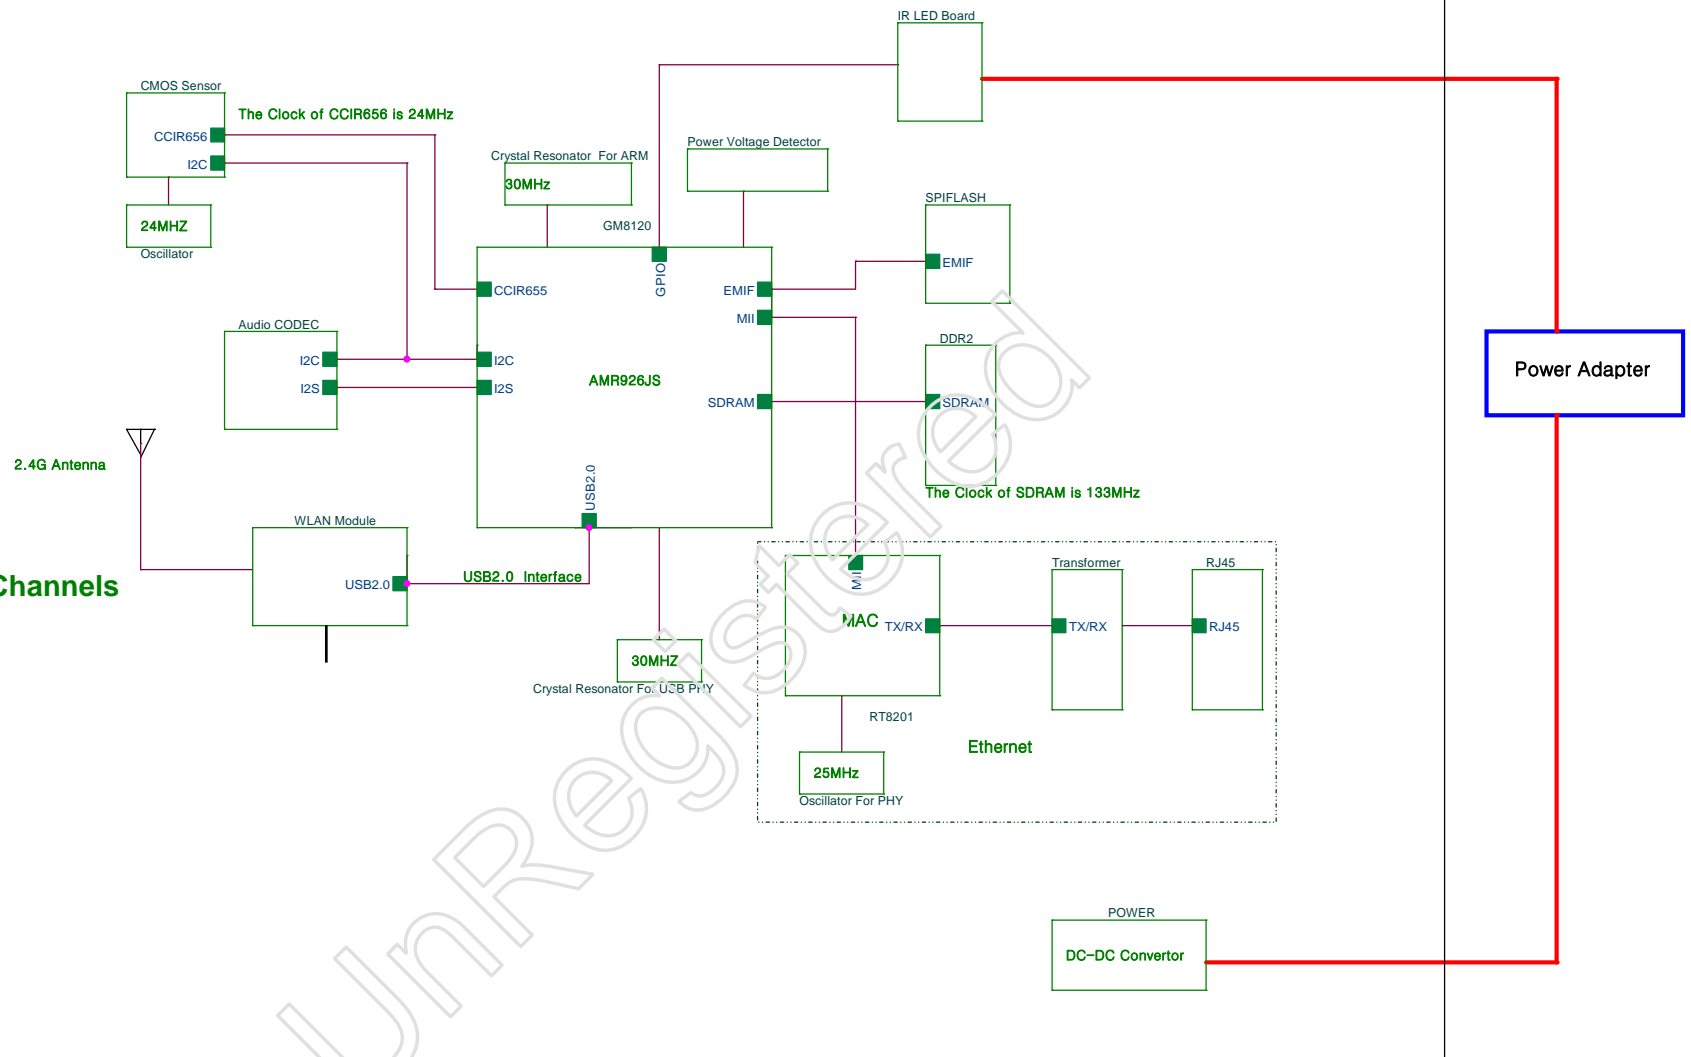 IR LED Board
CMOS Sensor
The Clock of CCIR656 is 24MHz
CCIR656
I2C
24MHZ
Oscillator
Crystal Resonator For ARM
30MHz
Power Voltage Detector
GM8120
GPIO
SPIFLASH
EMIF
CCIR655
EMIF
MII
Audio CODEC
I2C
I2S
I2C
I2S
AMR926JS
SDRAM
DDR2
SDRAM
The Clock of SDRAM is 133MHz
Power Adapter
2.4G Antenna
USB2.0
WLAN Module
USB2.0
USB2.0 Interface
Channels
30MHZ
Crystal Resonator For USB PHY
MII
MAC
TX/RX
Transformer
TX/RX
RJ45
RJ45
RT8201
Ethernet
25MHz
Oscillator For PHY
POWER
DC-DC Convertor
UnRegistered